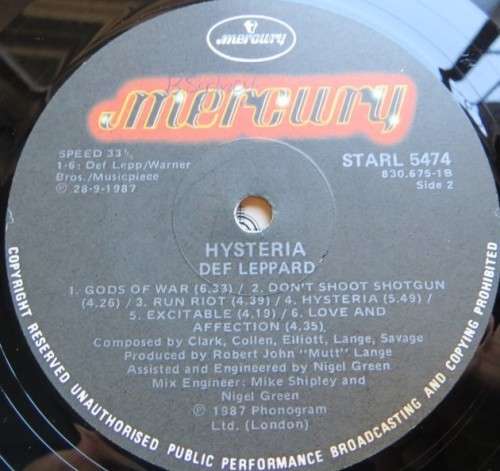 mercury
mercury
SPEED 33⅓
1-6: Def Lepp/Warner
Bros./Musicpiece
℗ 28-9-1987
STARL 5474
830.675-1B
Side 2
HYSTERIA
DEF LEPPARD
1. GODS OF WAR (6.33) / 2. DON'T SHOOT SHOTGUN
(4.26) / 3. RUN RIOT (4.39) / 4. HYSTERIA (5.49) /
5. EXCITABLE (4.19) / 6. LOVE AND
AFFECTION (4.35)
Composed by Clark, Collen, Elliott, Lange, Savage
Produced by Robert John "Mutt" Lange
Assisted and Engineered by Nigel Green
Mix Engineer: Mike Shipley and
Nigel Green
℗ 1987 Phonogram
Ltd. (London)
COPYRIGHT RESERVED UNAUTHORISED PUBLIC PERFORMANCE BROADCASTING AND COPYING PROHIBITED